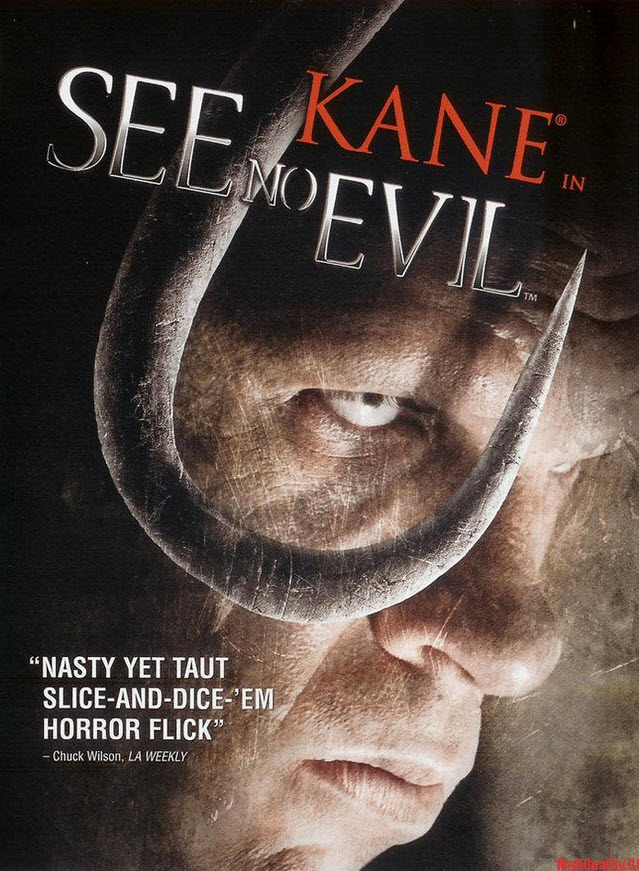 KANE® IN
SEE NO EVIL™
“NASTY YET TAUT
SLICE-AND-DICE-’EM
HORROR FLICK”
– Chuck Wilson, LA WEEKLY